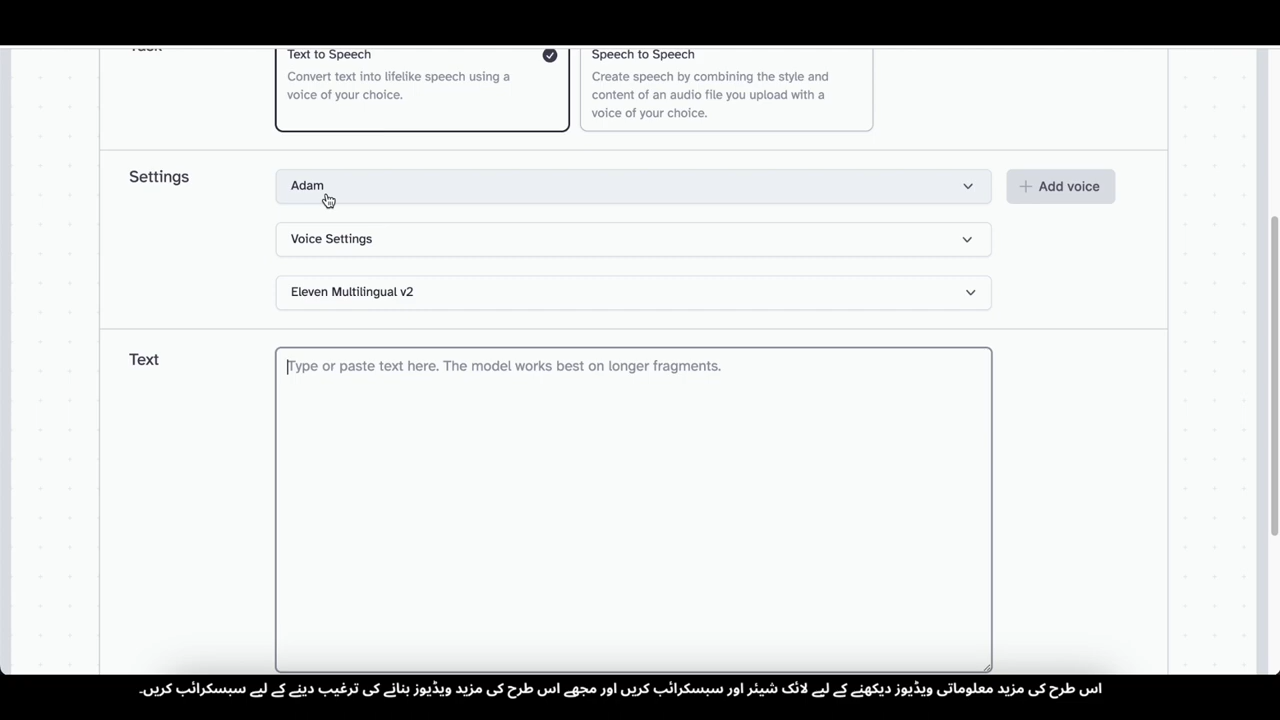 Text to Speech
Convert text into lifelike speech using a
voice of your choice.
Speech to Speech
Create speech by combining the style and
content of an audio file you upload with a
voice of your choice.
Settings
Adam
Add voice
Voice Settings
Eleven Multilingual v2
Text
Type or paste text here. The model works best on longer fragments.
اس طرح کی مزید معلوماتی ویڈیوز دیکھنے کے لیے لائک شیئر اور سبسکرائب کریں اور مجھے اس طرح کی مزید ویڈیوز بنانے کی ترغیب دینے کے لیے سبسکرائب کریں۔